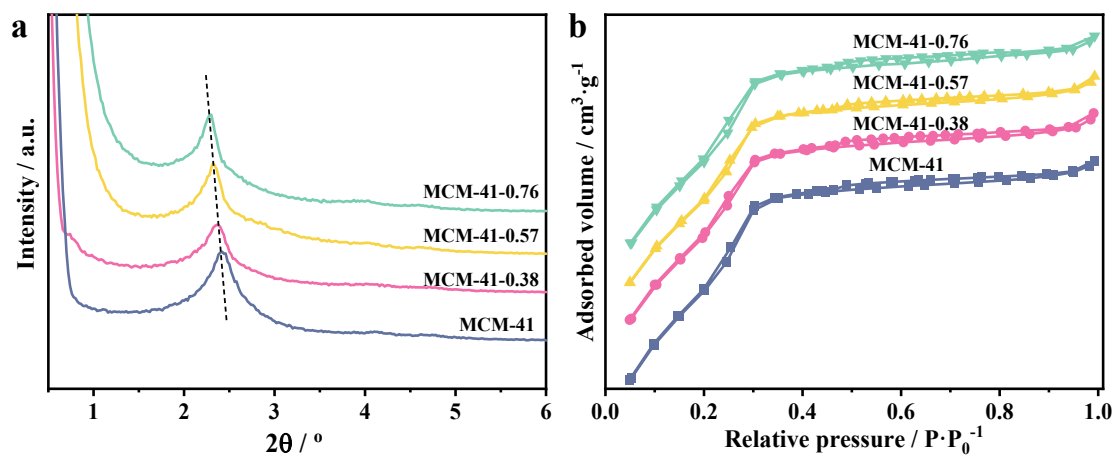 a
Intensity / a.u.
MCM-41-0.76
MCM-41-0.57
MCM-41-0.38
MCM-41
1 2 3 4 5 6
2θ / °
b
Adsorbed volume / cm³·g⁻¹
MCM-41-0.76
MCM-41-0.57
MCM-41-0.38
MCM-41
0.0 0.2 0.4 0.6 0.8 1.0
Relative pressure / P·P₀⁻¹